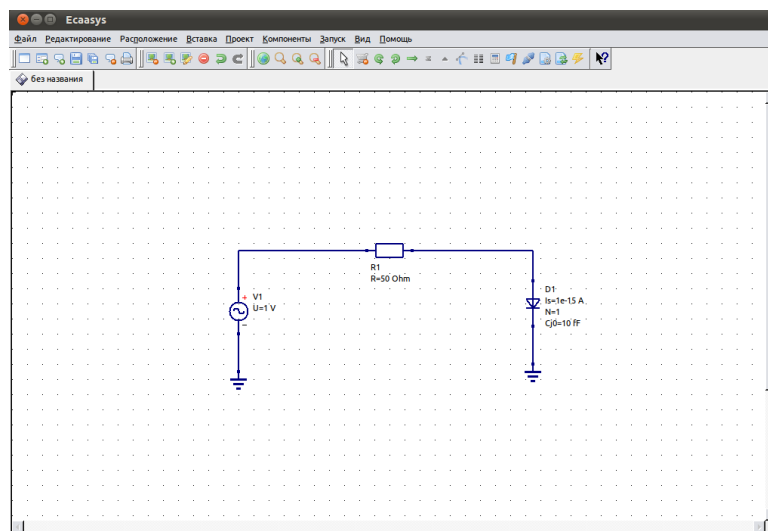 Ecaasys
Файл Редактирование Расположение Вставка Проект Компоненты Запуск Вид Помощь
без названия
R1
R=50 Ohm
+ V1
U=1 V
−
D1
Is=1e-15 A
N=1
Cj0=10 fF